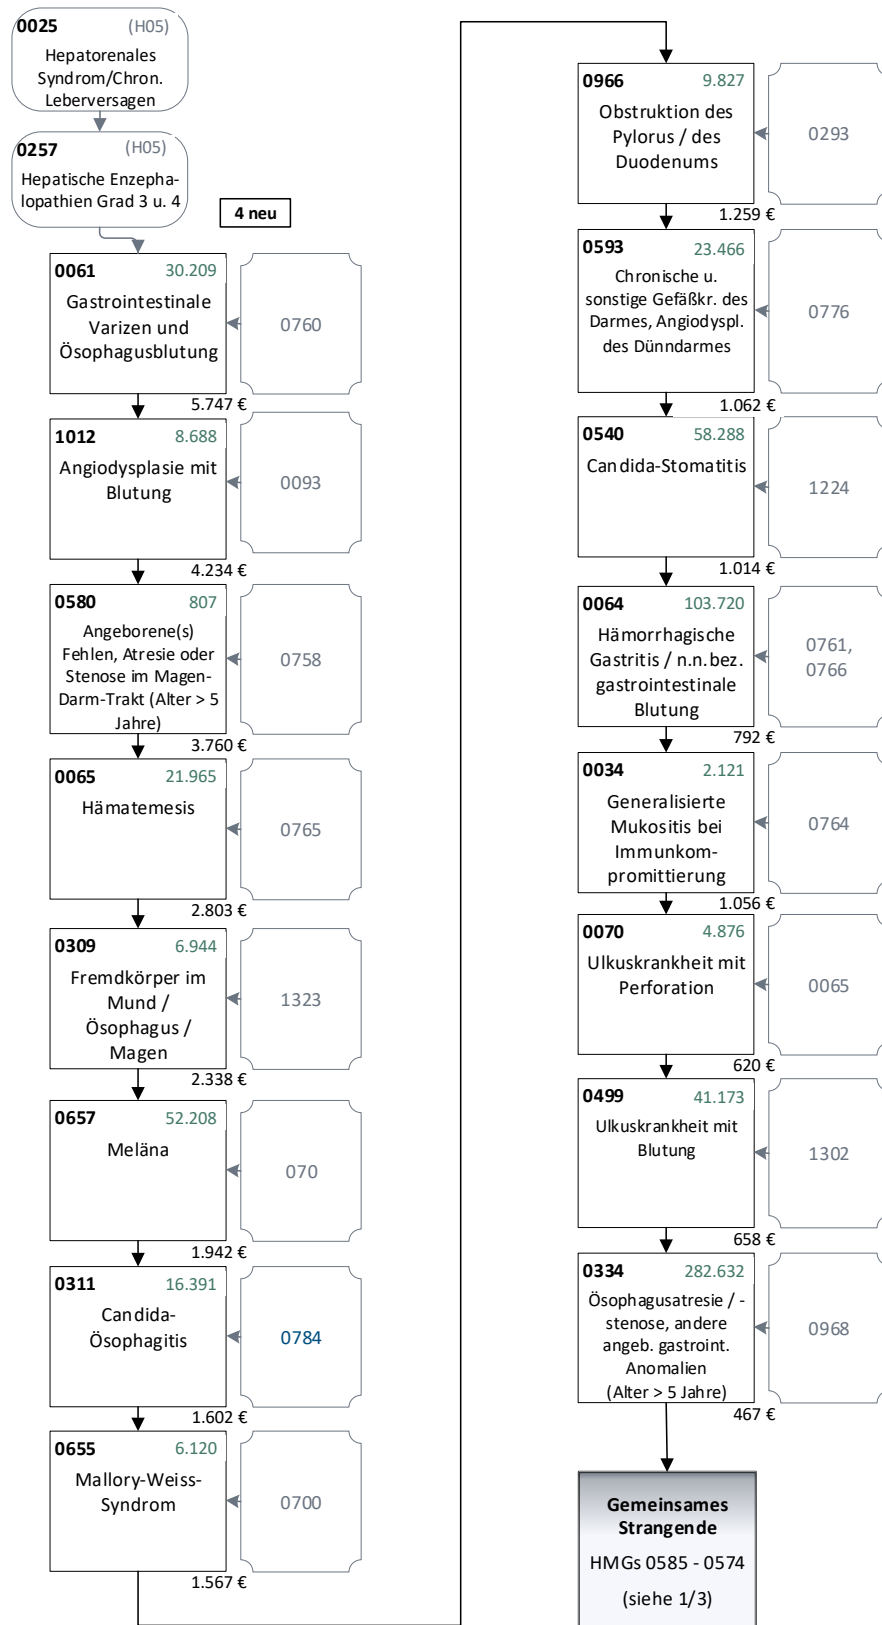 0025 (H05)
Hepatorenales
Syndrom/Chron.
Leberversagen
0257 (H05)
Hepatische Enzepha-
lopathien Grad 3 u. 4
4 neu
0061 30.209
Gastrointestinale
Varizen und
Ösophagusblutung
0760
5.747 €
1012 8.688
Angiodysplasie mit
Blutung
0093
4.234 €
0580 807
Angeborene(s)
Fehlen, Atresie oder
Stenose im Magen-
Darm-Trakt (Alter > 5
Jahre)
0758
3.760 €
0065 21.965
Hämatemesis
0765
2.803 €
0309 6.944
Fremdkörper im
Mund /
Ösophagus /
Magen
1323
2.338 €
0657 52.208
Meläna
070
1.942 €
0311 16.391
Candida-
Ösophagitis
0784
1.602 €
0655 6.120
Mallory-Weiss-
Syndrom
0700
1.567 €
0966 9.827
Obstruktion des
Pylorus / des
Duodenums
0293
1.259 €
0593 23.466
Chronische u.
sonstige Gefäßkr. des
Darmes, Angiodyspl.
des Dünndarmes
0776
1.062 €
0540 58.288
Candida-Stomatitis
1224
1.014 €
0064 103.720
Hämorrhagische
Gastritis / n.n.bez.
gastrointestinale
Blutung
0761,
0766
792 €
0034 2.121
Generalisierte
Mukositis bei
Immunkom-
promittierung
0764
1.056 €
0070 4.876
Ulkuskrankheit mit
Perforation
0065
620 €
0499 41.173
Ulkuskrankheit mit
Blutung
1302
658 €
0334 282.632
Ösophagusatresie / -
stenose, andere
angeb. gastroint.
Anomalien
(Alter > 5 Jahre)
0968
467 €
Gemeinsames
Strangende
HMGs 0585 - 0574
(siehe 1/3)